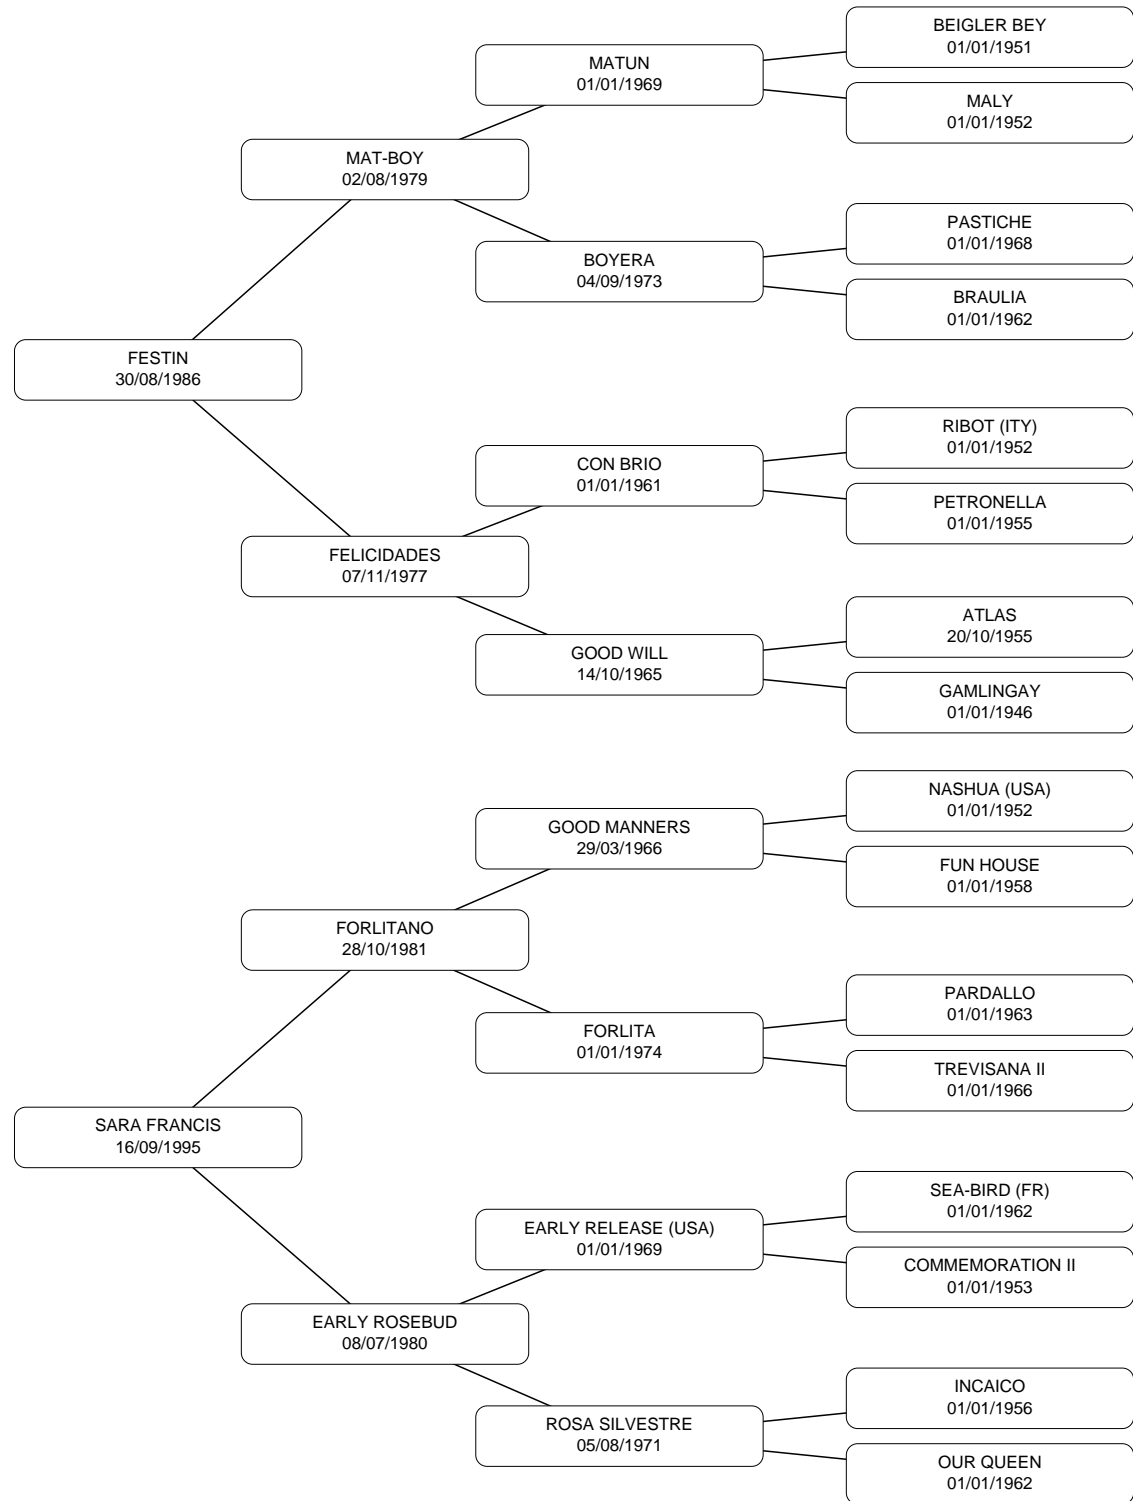 BEIGLER BEY
01/01/1951
MATUN
01/01/1969
MALY
01/01/1952
MAT-BOY
02/08/1979
PASTICHE
01/01/1968
BOYERA
04/09/1973
BRAULIA
01/01/1962
FESTIN
30/08/1986
RIBOT (ITY)
01/01/1952
CON BRIO
01/01/1961
PETRONELLA
01/01/1955
FELICIDADES
07/11/1977
ATLAS
20/10/1955
GOOD WILL
14/10/1965
GAMLINGAY
01/01/1946
NASHUA (USA)
01/01/1952
GOOD MANNERS
29/03/1966
FUN HOUSE
01/01/1958
FORLITANO
28/10/1981
PARDALLO
01/01/1963
FORLITA
01/01/1974
TREVISANA II
01/01/1966
SARA FRANCIS
16/09/1995
SEA-BIRD (FR)
01/01/1962
EARLY RELEASE (USA)
01/01/1969
COMMEMORATION II
01/01/1953
EARLY ROSEBUD
08/07/1980
INCAICO
01/01/1956
ROSA SILVESTRE
05/08/1971
OUR QUEEN
01/01/1962